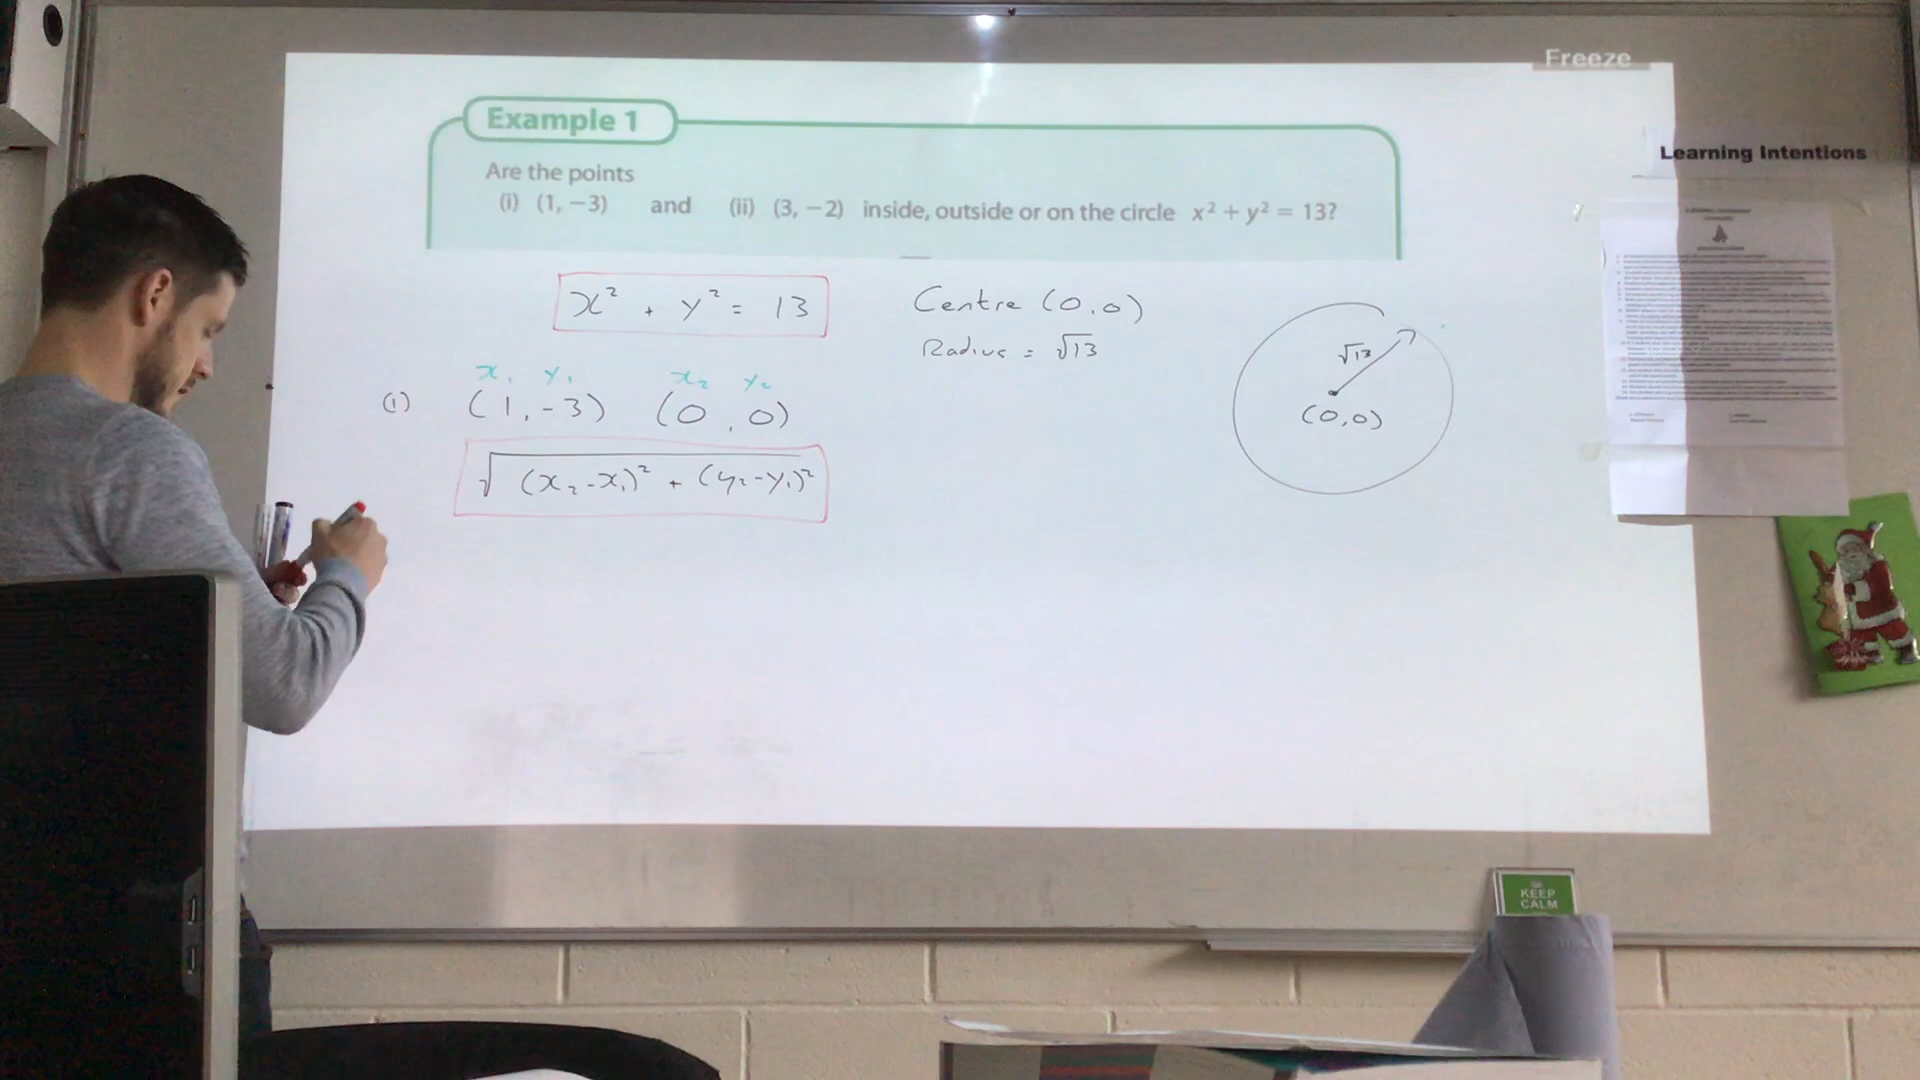 Freeze
Example 1
Are the points
(i) (1, −3) and (ii) (3, −2) inside, outside or on the circle x² + y² = 13?
Learning Intentions
x² + y² = 13
Centre (0,0)
Radius = √13
√13
(0,0)
x₁ y₁ x₂ y₂
(i) (1,-3) (0,0)
√(x₂-x₁)² + (y₂-y₁)²
KEEP
CALM